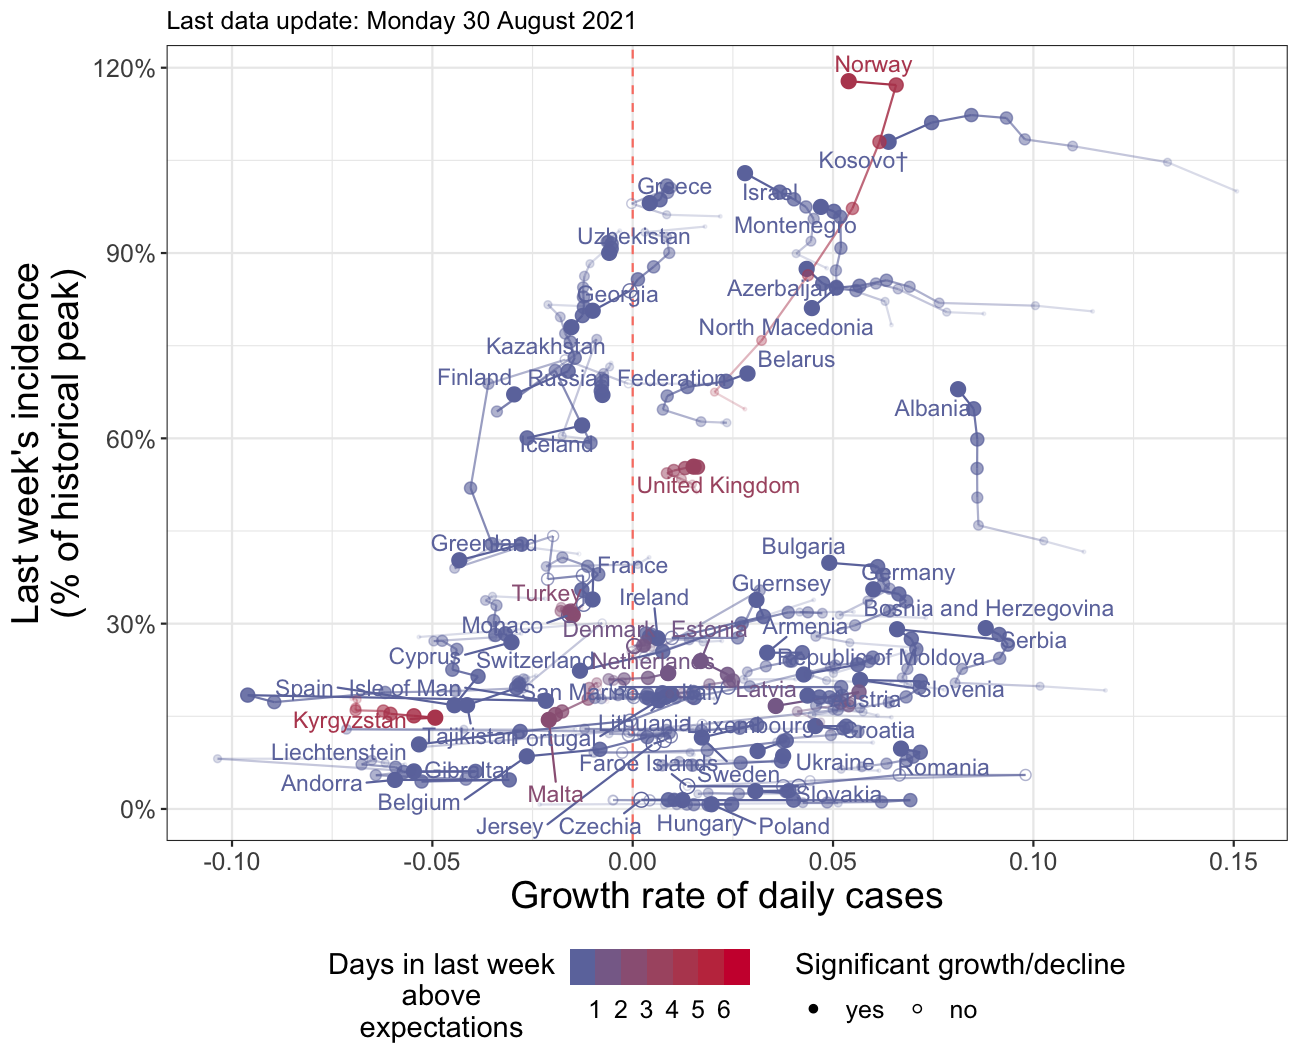 Last data update: Monday 30 August 2021
Last week's incidence
(% of historical peak)
120%
90%
60%
30%
0%
Norway
Kosovo†
Greece
Israel
Montenegro
Uzbekistan
Azerbaijan
Georgia
North Macedonia
Kazakhstan
Belarus
Finland
Russian Federation
Albania
Iceland
United Kingdom
Greenland
Bulgaria
France
Germany
Guernsey
Turkey
Ireland
Bosnia and Herzegovina
Monaco
Denmark
Estonia
Armenia
Serbia
Cyprus
Switzerland
Netherlands
Republic of Moldova
Spain
Isle of Man
San Marino
Italy
Latvia
Austria
Slovenia
Kyrgyzstan
Lithuania
Luxembourg
Croatia
Tajikistan
Portugal
Liechtenstein
Faroe Islands
Ukraine
Romania
Andorra
Gibraltar
Sweden
Belgium
Malta
Slovakia
Jersey
Czechia
Hungary
Poland
-0.10
-0.05
0.00
0.05
0.10
0.15
Growth rate of daily cases
Days in last week
above
expectations
1 2 3 4 5 6
Significant growth/decline
yes
no